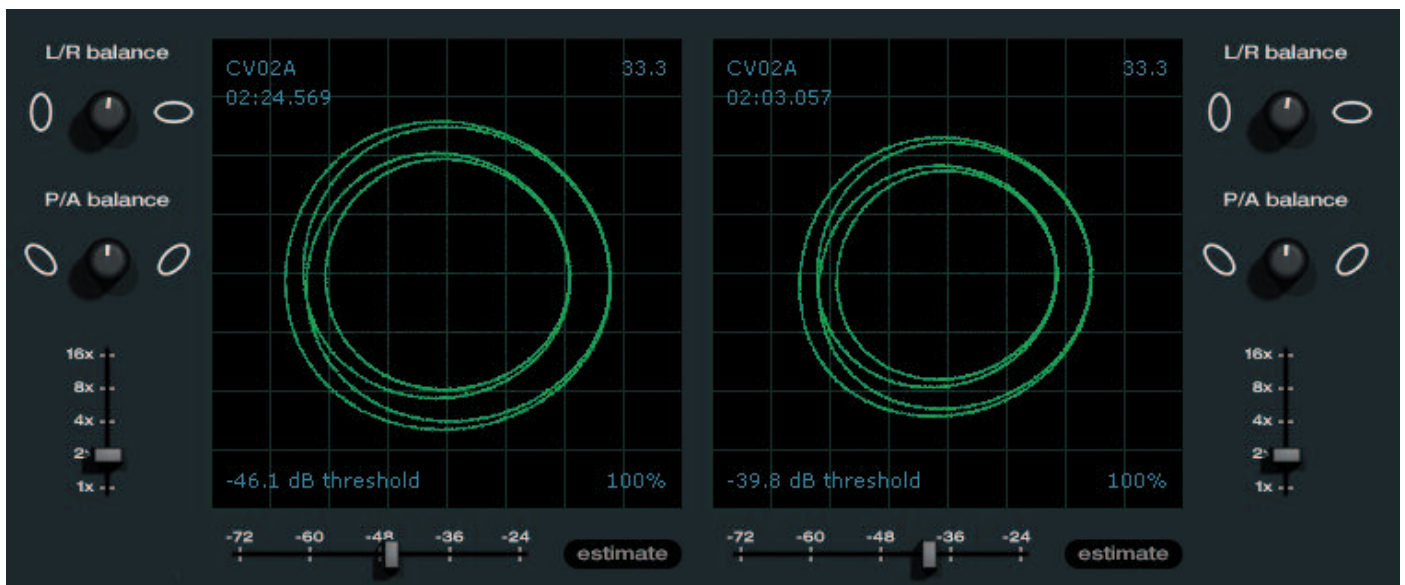 L/R balance
P/A balance
16x
8x
4x
2x
1x
CV02A 33.3
02:24.569
-46.1 dB threshold 100%
-72 -60 -48 -36 -24
estimate
CV02A 33.3
02:03.057
-39.8 dB threshold 100%
-72 -60 -48 -36 -24
estimate
L/R balance
P/A balance
16x
8x
4x
2x
1x